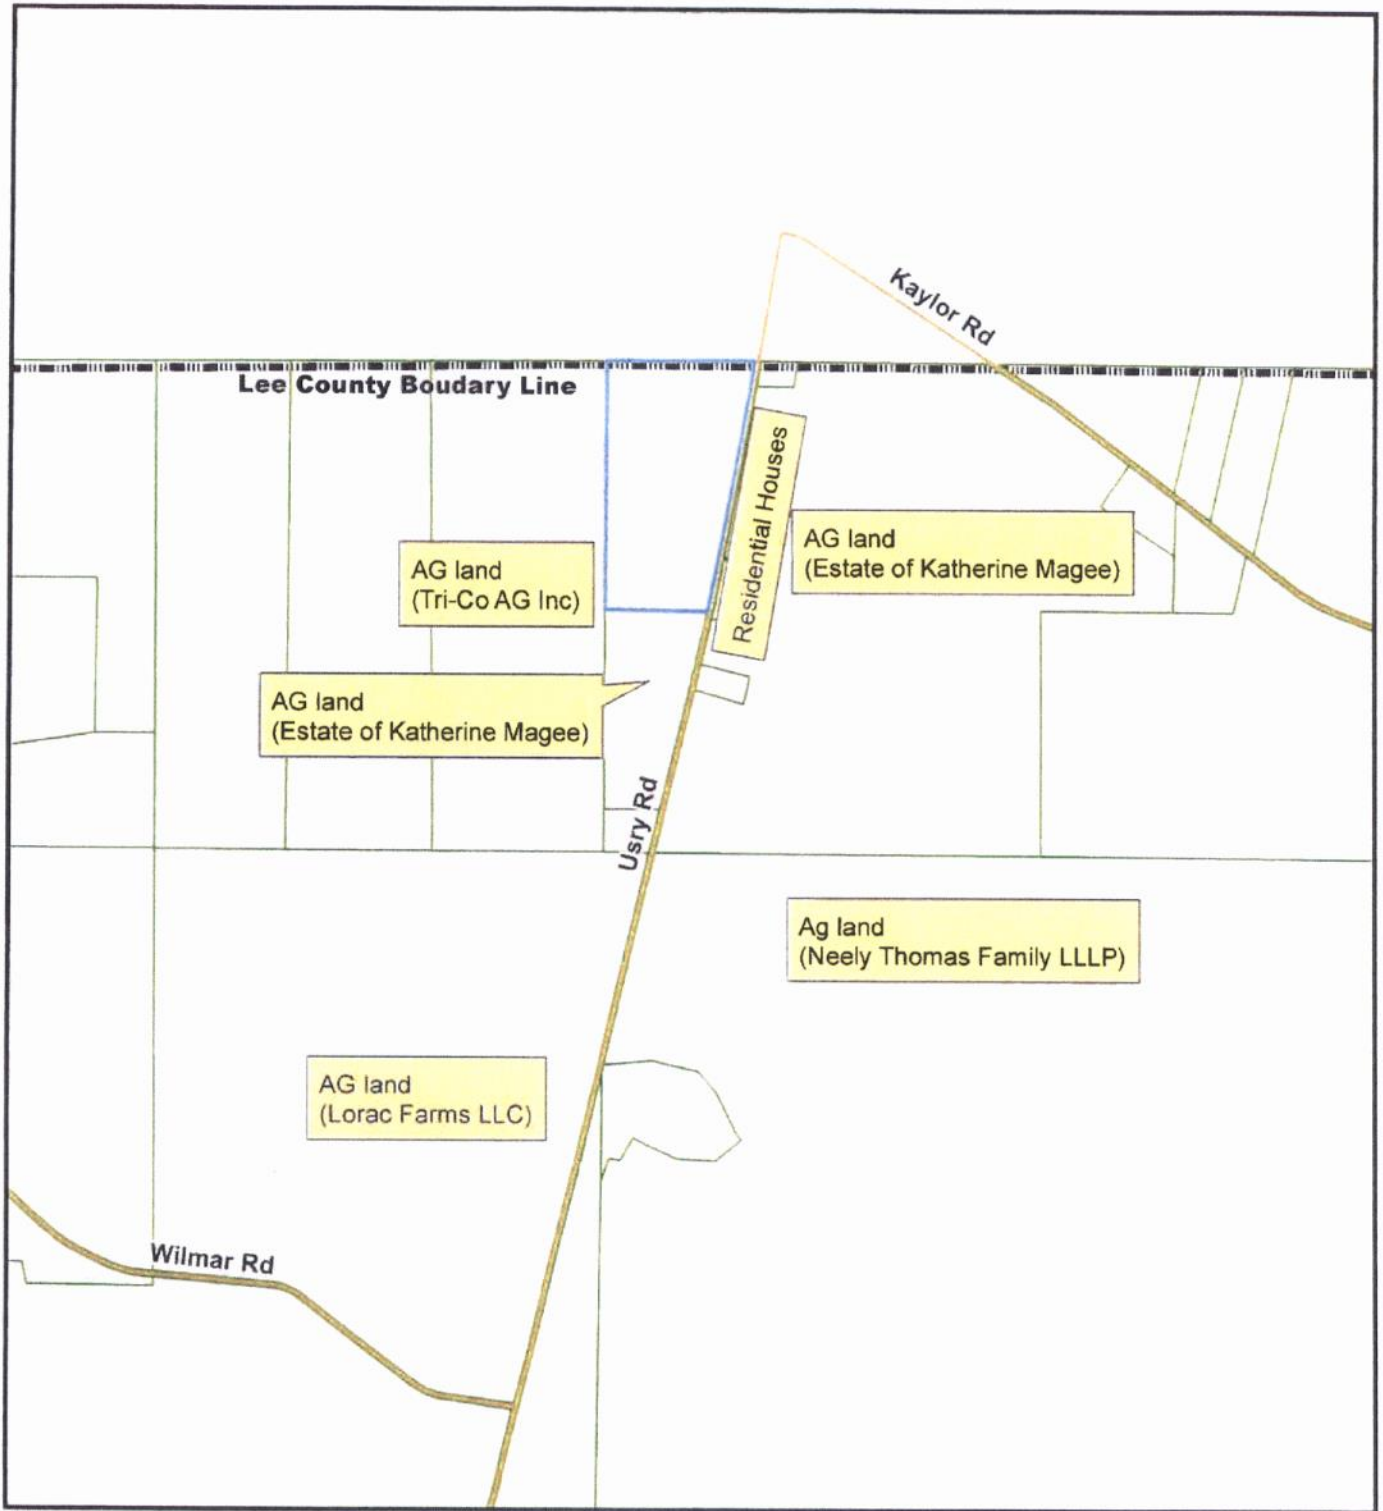 Kaylor Rd
Lee County Boudary Line
Residential Houses
AG land
(Estate of Katherine Magee)
AG land
(Tri-Co AG Inc)
AG land
(Estate of Katherine Magee)
Usry Rd
Ag land
(Neely Thomas Family LLLP)
AG land
(Lorac Farms LLC)
Wilmar Rd